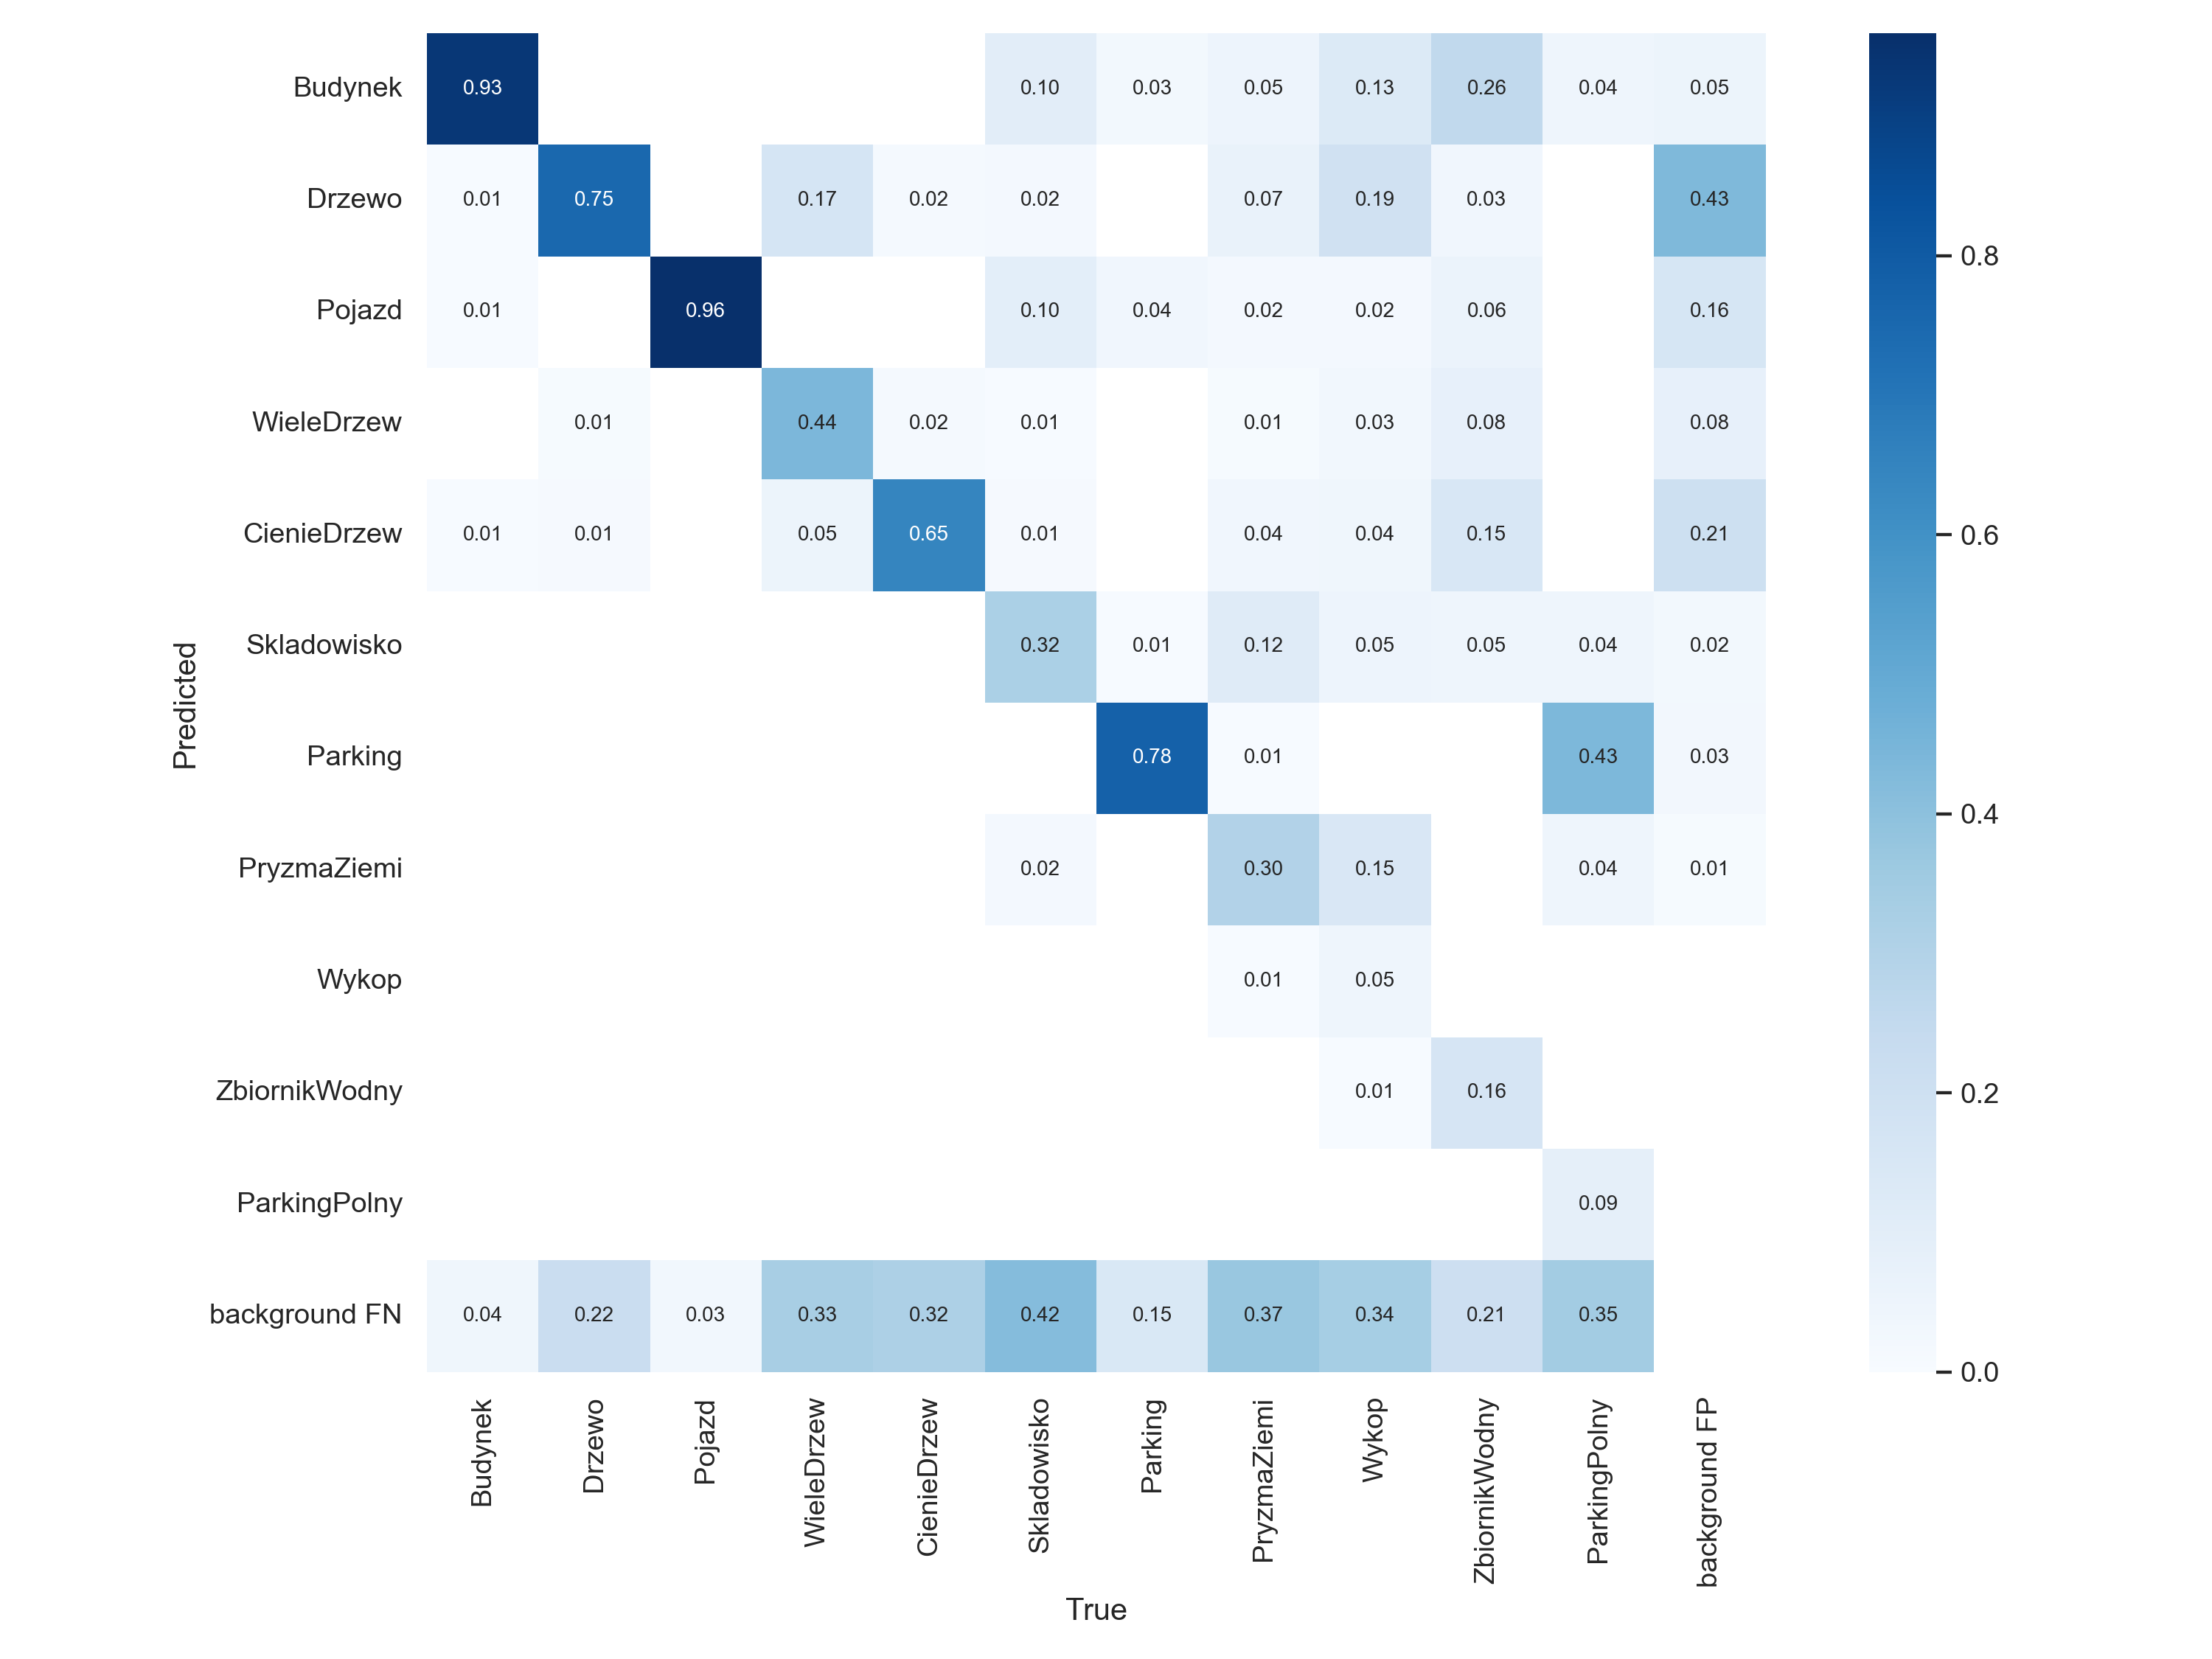 Budynek 0.93 0.10 0.03 0.05 0.13 0.26 0.04 0.05
Drzewo 0.01 0.75 0.17 0.02 0.02 0.07 0.19 0.03 0.43
Pojazd 0.01 0.96 0.10 0.04 0.02 0.02 0.06 0.16
WieleDrzew 0.01 0.44 0.02 0.01 0.01 0.03 0.08 0.08
CienieDrzew 0.01 0.01 0.05 0.65 0.01 0.04 0.04 0.15 0.21
Skladowisko 0.32 0.01 0.12 0.05 0.05 0.04 0.02
Parking 0.78 0.01 0.43 0.03
PryzmaZiemi 0.02 0.30 0.15 0.04 0.01
Wykop 0.01 0.05
ZbiornikWodny 0.01 0.16
ParkingPolny 0.09
background FN 0.04 0.22 0.03 0.33 0.32 0.42 0.15 0.37 0.34 0.21 0.35
Predicted
Budynek
Drzewo
Pojazd
WieleDrzew
CienieDrzew
Skladowisko
Parking
PryzmaZiemi
Wykop
ZbiornikWodny
ParkingPolny
background FP
True
0.8
0.6
0.4
0.2
0.0